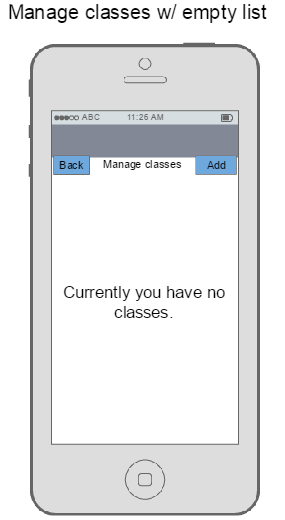 Manage classes w/ empty list
ABC 11:26 AM
Back Manage classes Add
Currently you have no
classes.